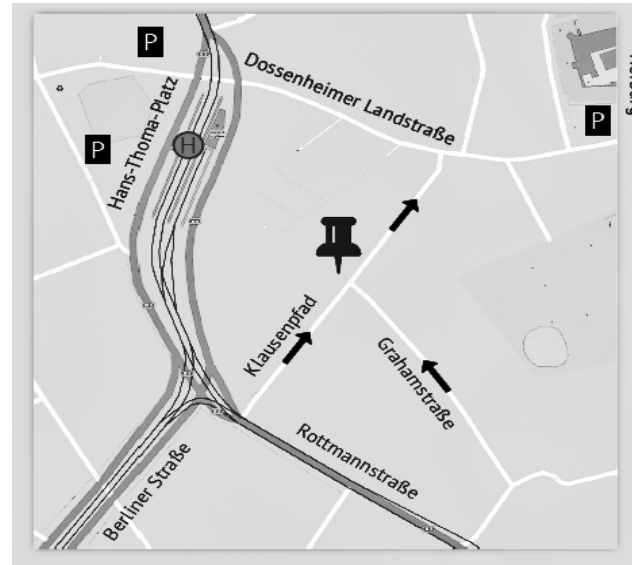 P
P
P
H
Hans-Thoma-Platz
Dossenheimer Landstraße
Klausenpfad
Grahamstraße
Rottmannstraße
Berliner Straße